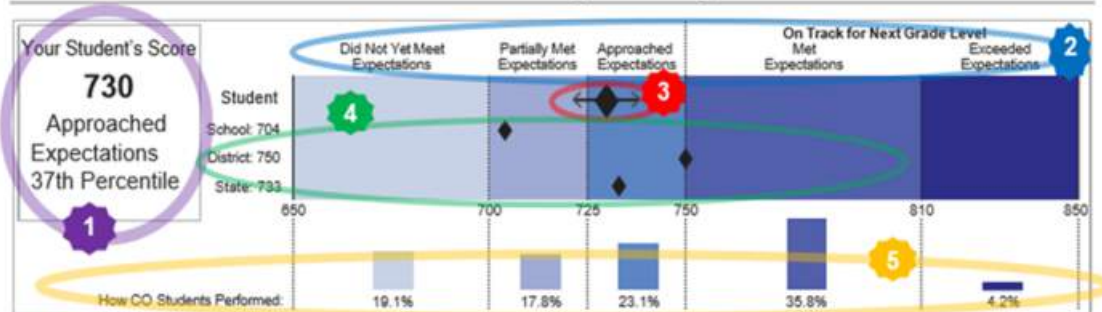 Your Student's Score
730
Approached
Expectations
37th Percentile
1
On Track for Next Grade Level
Did Not Yet Meet
Expectations
Partially Met
Expectations
Approached
Expectations
Met
Expectations
Exceeded
Expectations
2
Student
3
4
School: 704
District: 750
State: 733
650
700
725
750
810
850
5
How CO Students Performed:
19.1%
17.8%
23.1%
35.8%
4.2%